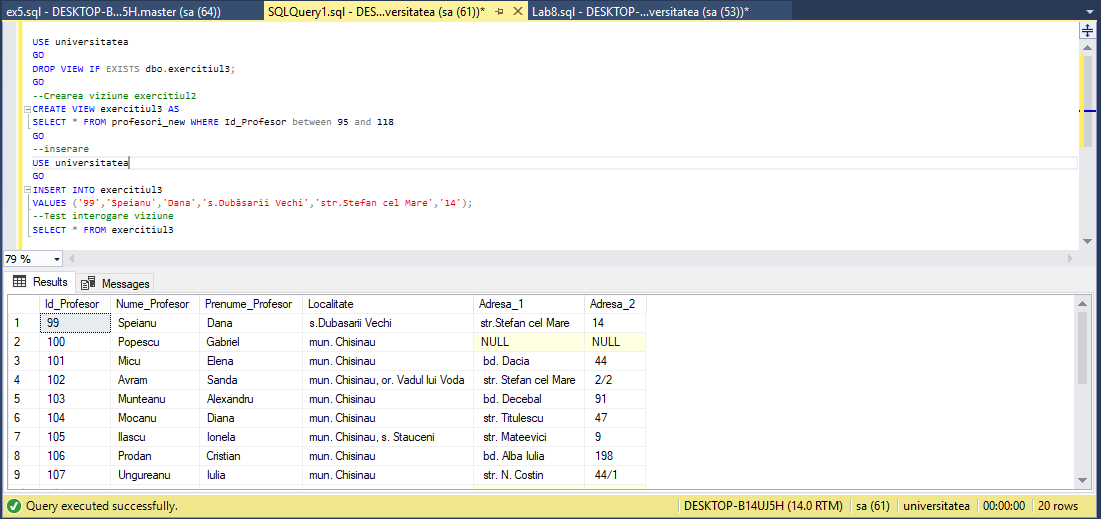 ex5.sql - DESKTOP-B...5H.master (sa (64))
SQLQuery1.sql - DES...versitatea (sa (61))*
Lab8.sql - DESKTOP-...versitatea (sa (53))*
USE universitatea
GO
DROP VIEW IF EXISTS dbo.exercitiul3;
GO
--Crearea viziune exercitiul2
CREATE VIEW exercitiul3 AS
SELECT * FROM profesori_new WHERE Id_Profesor between 95 and 118
GO
--inserare
USE universitatea
GO
INSERT INTO exercitiul3
VALUES ('99','Speianu','Dana','s.Dubăsarii Vechi','str.Stefan cel Mare','14');
--Test interogare viziune
SELECT * FROM exercitiul3
79 %
Results Messages
Id_Profesor Nume_Profesor Prenume_Profesor Localitate Adresa_1 Adresa_2
1 99 Speianu Dana s.Dubasarii Vechi str.Stefan cel Mare 14
2 100 Popescu Gabriel mun. Chisinau NULL NULL
3 101 Micu Elena mun. Chisinau bd. Dacia 44
4 102 Avram Sanda mun. Chisinau, or. Vadul lui Voda str. Stefan cel Mare 2/2
5 103 Munteanu Alexandru mun. Chisinau bd. Decebal 91
6 104 Mocanu Diana mun. Chisinau str. Titulescu 47
7 105 Ilascu Ionela mun. Chisinau, s. Stauceni str. Mateevici 9
8 106 Prodan Cristian mun. Chisinau bd. Alba Iulia 198
9 107 Ungureanu Iulia mun. Chisinau str. N. Costin 44/1
Query executed successfully.
DESKTOP-B14UJ5H (14.0 RTM) sa (61) universitatea 00:00:00 20 rows